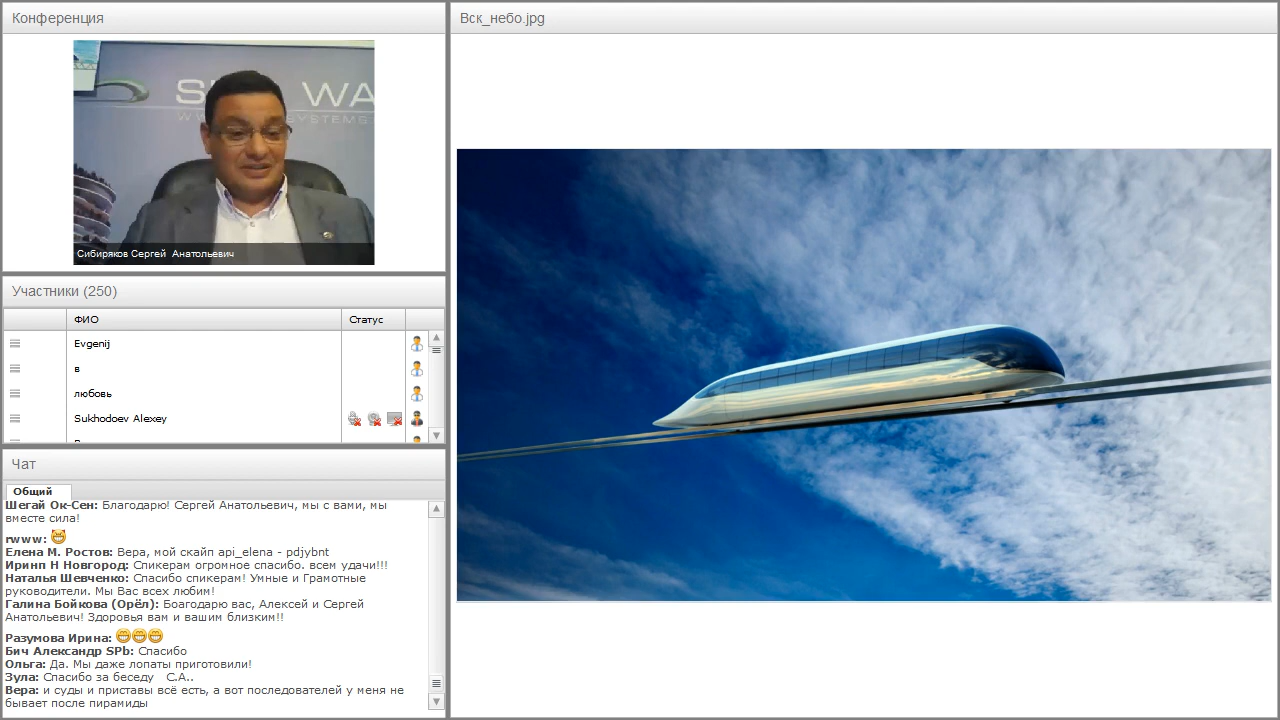 Конференция
Вск_небо.jpg
WA
SYSTEMS.
Сибиряков Сергей Анатольевич
Участники (250)
ФИО Статус
Evgenij
в
любовь
Sukhodoev Alexey
Чат
Общий
Шегай Ок-Сен: Благодарю! Сергей Анатольевич, мы с вами, мы
вместе сила!
rwww:
Елена М. Ростов: Вера, мой скайп api_elena - pdjybnt
Иринп Н Новгород: Спикерам огромное спасибо. всем удачи!!!
Наталья Шевченко: Спасибо спикерам! Умные и Грамотные
руководители. Мы Вас всех любим!
Галина Бойкова (Орёл): Боагодарю вас, Алексей и Сергей
Анатольевич! Здоровья вам и вашим близким!!
Разумова Ирина:
Бич Александр SPb: Спасибо
Ольга: Да. Мы даже лопаты приготовили!
Зула: Спасибо за беседу С.А..
Вера: и суды и приставы всё есть, а вот последователей у меня не
бывает после пирамиды